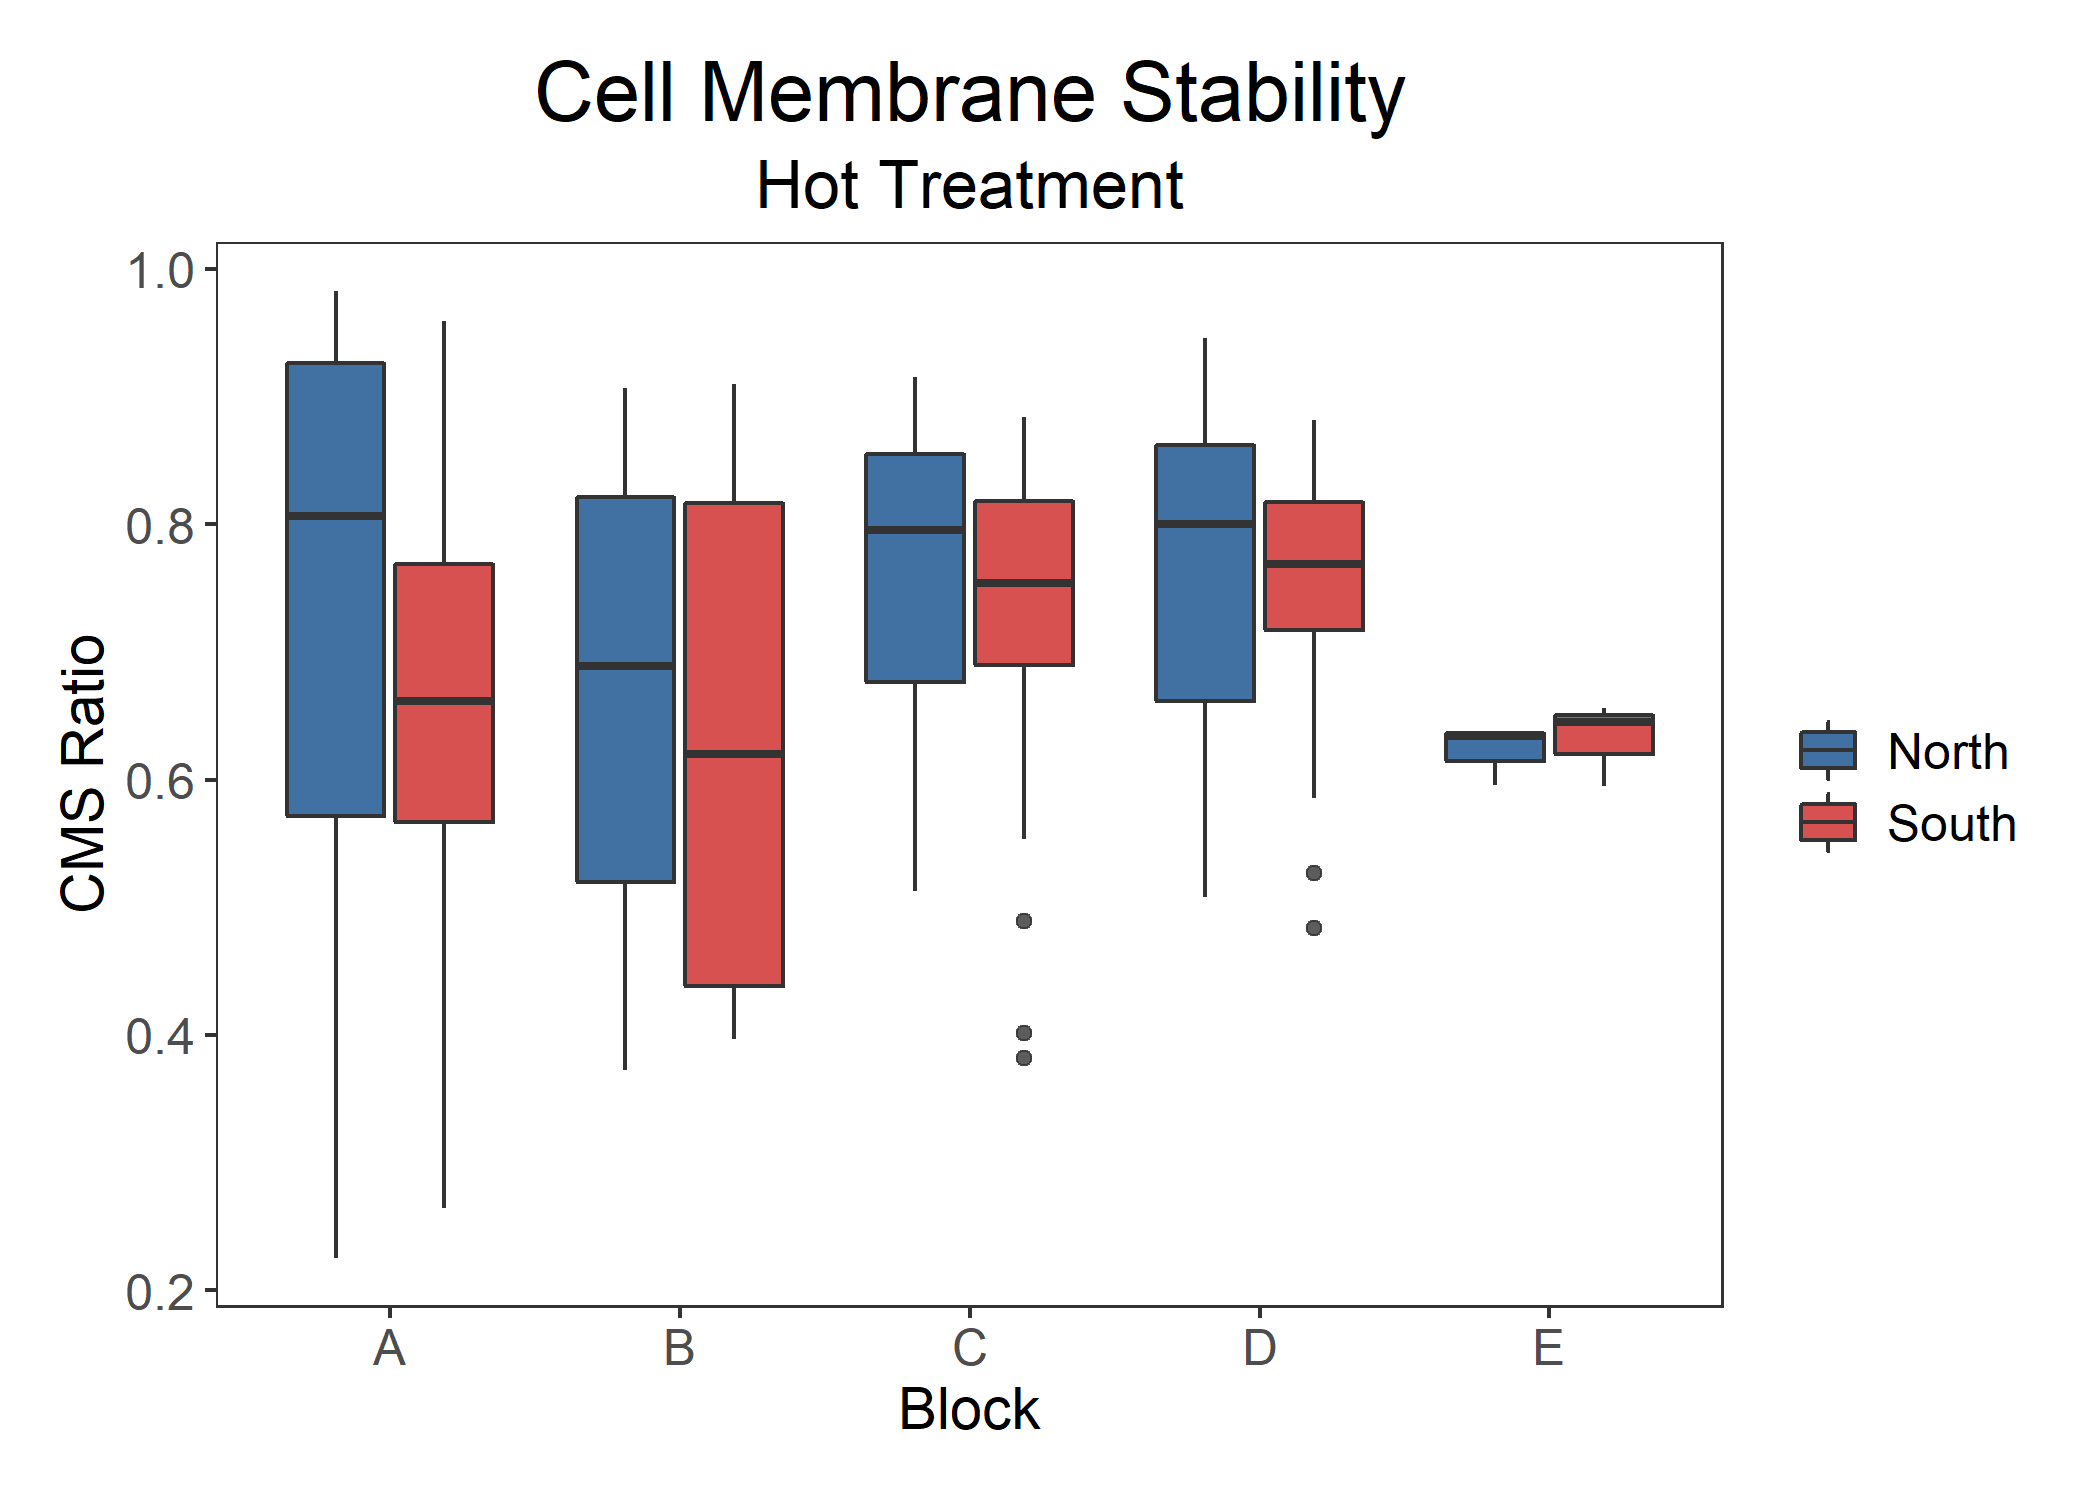 Cell Membrane Stability
Hot Treatment
1.0
0.8
0.6
0.4
0.2
CMS Ratio
A B C D E
Block
North
South